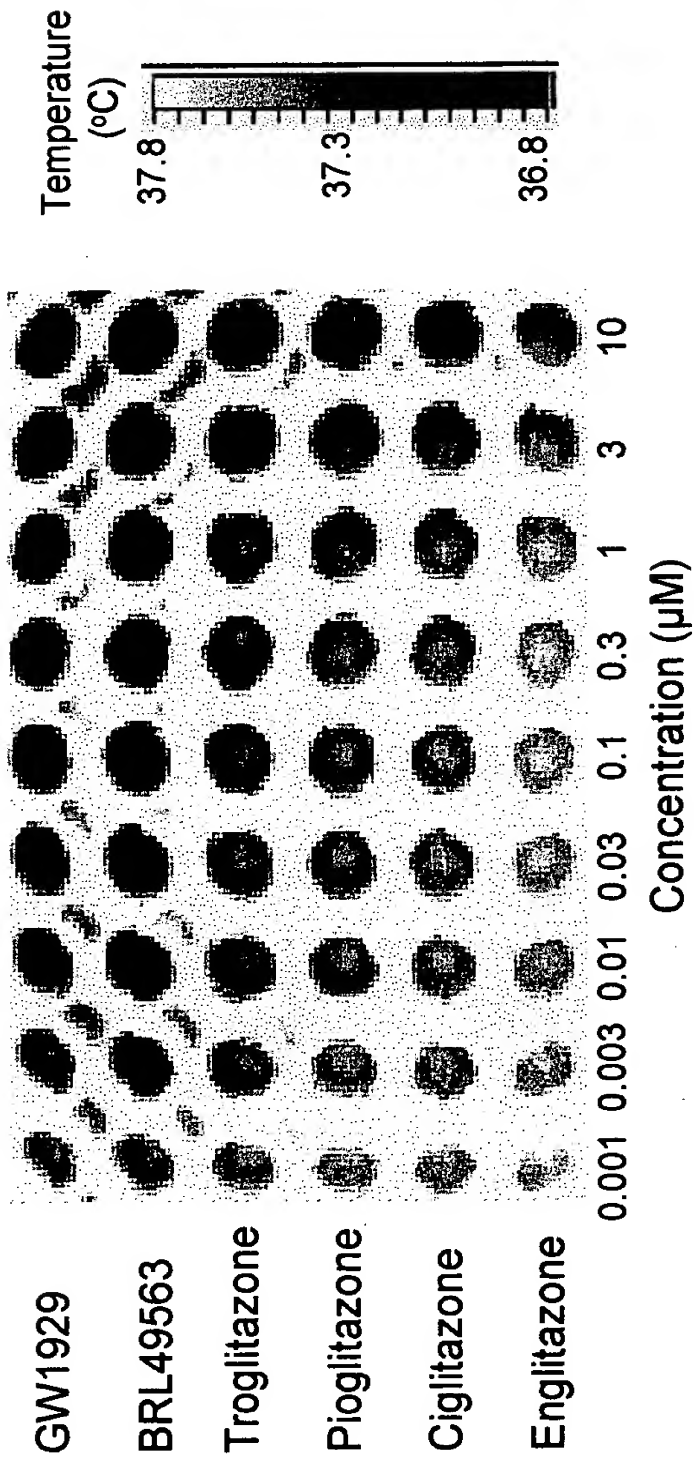 Temperature
(ºC)
37.8
37.3
36.8
GW1929
BRL49563
Troglitazone
Pioglitazone
Ciglitazone
Englitazone
0.001
0.003
0.01
0.03
0.1
0.3
1
3
10
Concentration (µM)